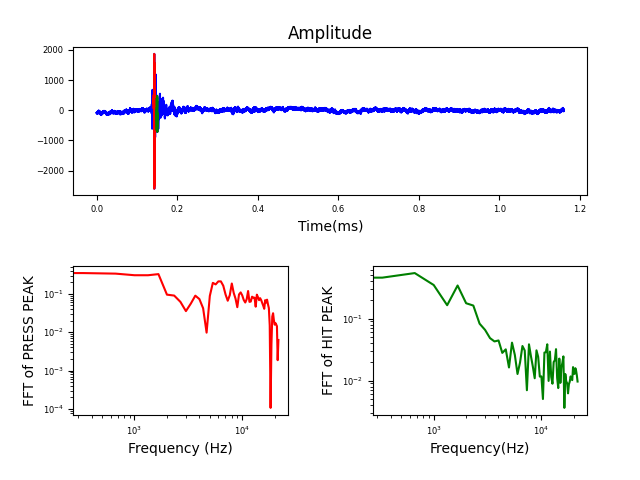 Amplitude
2000
1000
0
−1000
−2000
0.0 0.2 0.4 0.6 0.8 1.0 1.2
Time(ms)
FFT of PRESS PEAK
10⁻¹
10⁻²
10⁻³
10⁻⁴
10³ 10⁴
Frequency (Hz)
FFT of HIT PEAK
10⁻¹
10⁻²
10³ 10⁴
Frequency(Hz)